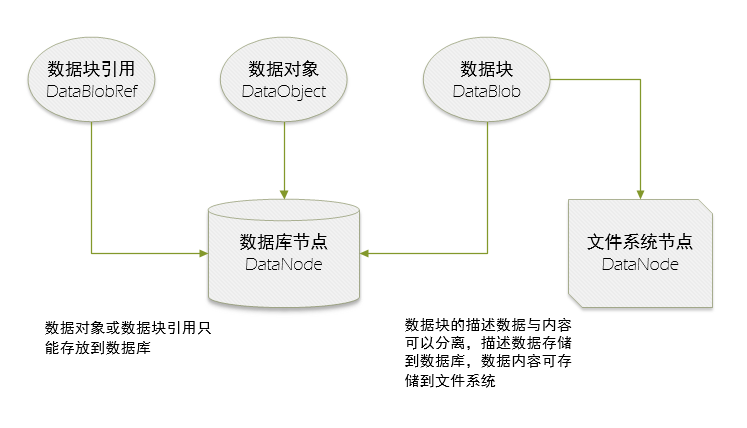 数据块引用
DataBlobRef
数据对象
DataObject
数据块
DataBlob
数据库节点
DataNode
文件系统节点
DataNode
数据对象或数据块引用只
能存放到数据库
数据块的描述数据与内容
可以分离，描述数据存储
到数据库，数据内容可存
储到文件系统